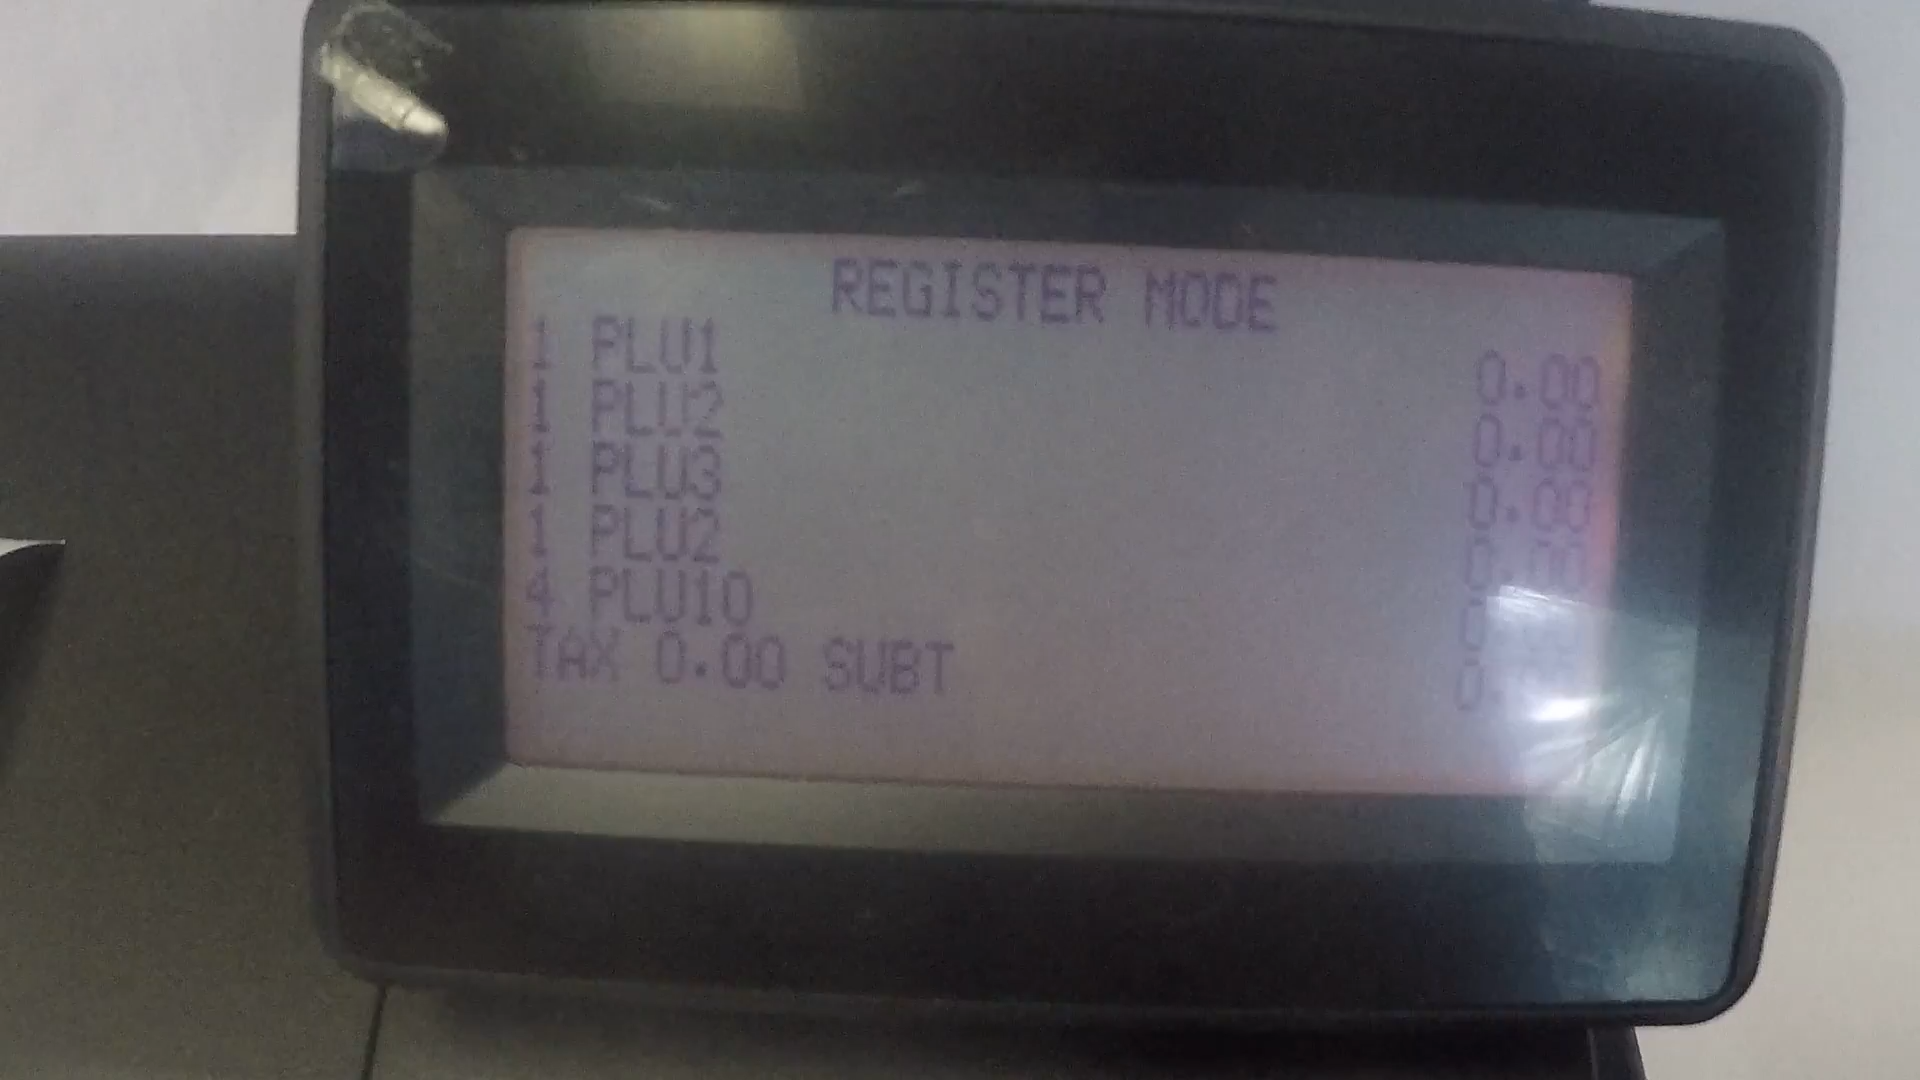 REGISTER MODE
1 PLU1 0.00
1 PLU2 0.00
1 PLU3 0.00
1 PLU2
4 PLU10
TAX 0.00 SUBT